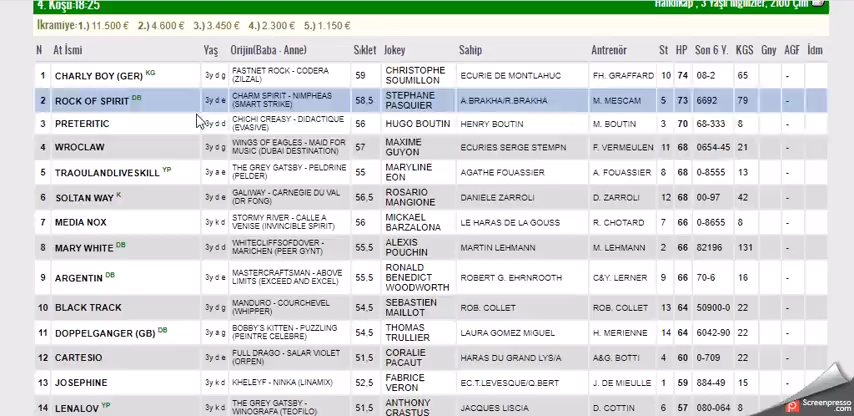 4. Koşu:18:25 Handikap , 3 Yaşlı İngilizler, 2100 Çim
İkramiye: 1.) 11.500 € 2.) 4.600 € 3.) 3.450 € 4.) 2.300 € 5.) 1.150 €
N At İsmi Yaş Orijin(Baba - Anne) Sıklet Jokey Sahip Antrenör St HP Son 6 Y. KGS Gny AGF İdm
1 CHARLY BOY (GER) KG 3y d g FASTNET ROCK - CODERA (ZILZAL) 59 CHRISTOPHE SOUMILLON ECURIE DE MONTLAHUC FH. GRAFFARD 10 74 08-2 65 -
2 ROCK OF SPIRIT DB 3y d e CHARM SPIRIT - NIMPHEAS (SMART STRIKE) 58,5 STEPHANE PASQUIER A.BRAKHA/R.BRAKHA M. MESCAM 5 73 6692 79 -
3 PRETERITIC 3y d d CHICHI CREASY - DIDACTIQUE (EVASIVE) 56 HUGO BOUTIN HENRY BOUTIN M. BOUTIN 3 70 68-333 8 -
4 WROCLAW 3y d g WINGS OF EAGLES - MAID FOR MUSIC (DUBAI DESTINATION) 57 MAXIME GUYON ECURIES SERGE STEMPN F. VERMEULEN 11 68 0654-45 21 -
5 TRAOULANDLIVESKILL YP 3y a e THE GREY GATSBY - PELDRINE (PELDER) 55 MARYLINE EON AGATHE FOUASSIER A. FOUASSIER 8 68 0-8555 13 -
6 SOLTAN WAY K 3y d e GALIWAY - CARNEGIE DU VAL (DR FONG) 56,5 ROSARIO MANGIONE DANIELE ZARROLI D. ZARROLI 12 68 00-97 42 -
7 MEDIA NOX 3y k d STORMY RIVER - CALLE A VENISE (INVINCIBLE SPIRIT) 56 MICKAEL BARZALONA LE HARAS DE LA GOUSS R. CHOTARD 7 66 0-8655 8 -
8 MARY WHITE DB 3y d d WHITECLIFFSOFDOVER - MARICHEN (PEER GYNT) 55,5 ALEXIS POUCHIN MARTIN LEHMANN M. LEHMANN 2 66 82196 131 -
9 ARGENTIN DB 3y d e MASTERCRAFTSMAN - ABOVE LIMITS (EXCEED AND EXCEL) 55,5 RONALD BENEDICT WOODWORTH ROBERT G. EHRNROOTH C&Y. LERNER 9 66 70-6 16 -
10 BLACK TRACK 3y d g MANDURO - COURCHEVEL (WHIPPER) 54,5 SEBASTIEN MAILLOT ROB. COLLET ROB. COLLET 13 64 50900-0 22 -
11 DOPPELGANGER (GB) DB 3y a g BOBBY'S KITTEN - PUZZLING (PEINTRE CELEBRE) 54,5 THOMAS TRULLIER LAURA GOMEZ MIGUEL H. MERIENNE 14 64 6042-90 22 -
12 CARTESIO 3y d e FULL DRAGO - SALAR VIOLET (ORPEN) 51,5 CORALIE PACAUT HARAS DU GRAND LYS/A A&G. BOTTI 4 60 0-709 22 -
13 JOSEPHINE 3y k d KHELEYF - NINKA (LINAMIX) 52,5 FABRICE VERON EC.T.LEVESQUE/Q.BERT J. DE MIEULLE 1 59 884-49 15 -
14 LENALOV YP 3y k d THE GREY GATSBY - WINOGRAFA (TEOFILO) 51,5 ANTHONY CRASTUS JACQUES LISCIA D. COTTIN 6 57 080-064 8
Screenpresso
.com